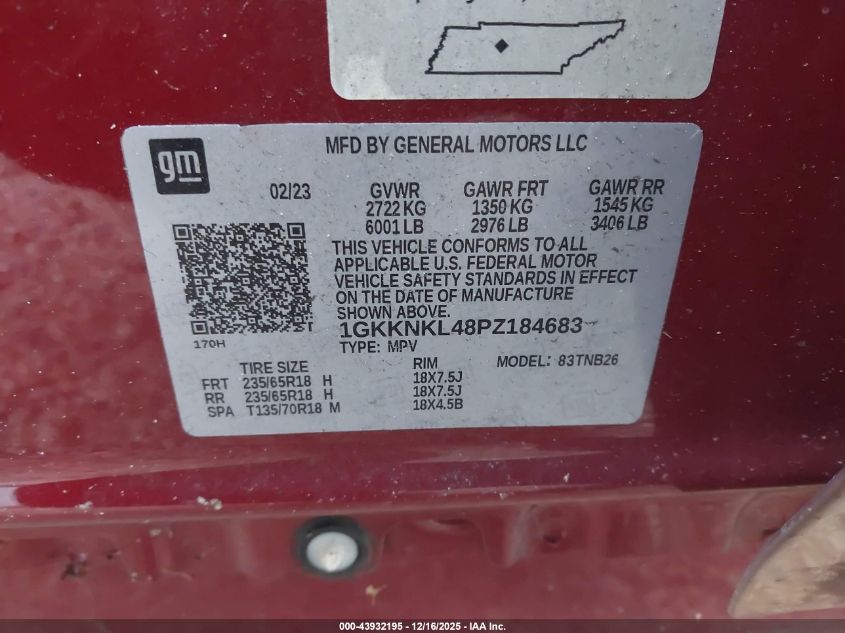 gm
MFD BY GENERAL MOTORS LLC
02/23 GVWR GAWR FRT GAWR RR
2722 KG 1350 KG 1545 KG
6001 LB 2976 LB 3406 LB
THIS VEHICLE CONFORMS TO ALL
APPLICABLE U.S. FEDERAL MOTOR
VEHICLE SAFETY STANDARDS IN EFFECT
ON THE DATE OF MANUFACTURE
SHOWN ABOVE.
1GKKNKL48PZ184683
170H
TYPE: MPV MODEL: 83TNB26
TIRE SIZE RIM
FRT 235/65R18 H 18X7.5J
RR 235/65R18 H 18X7.5J
SPA T135/70R18 M 18X4.5B
000-43932195 - 12/16/2025 - IAA Inc.